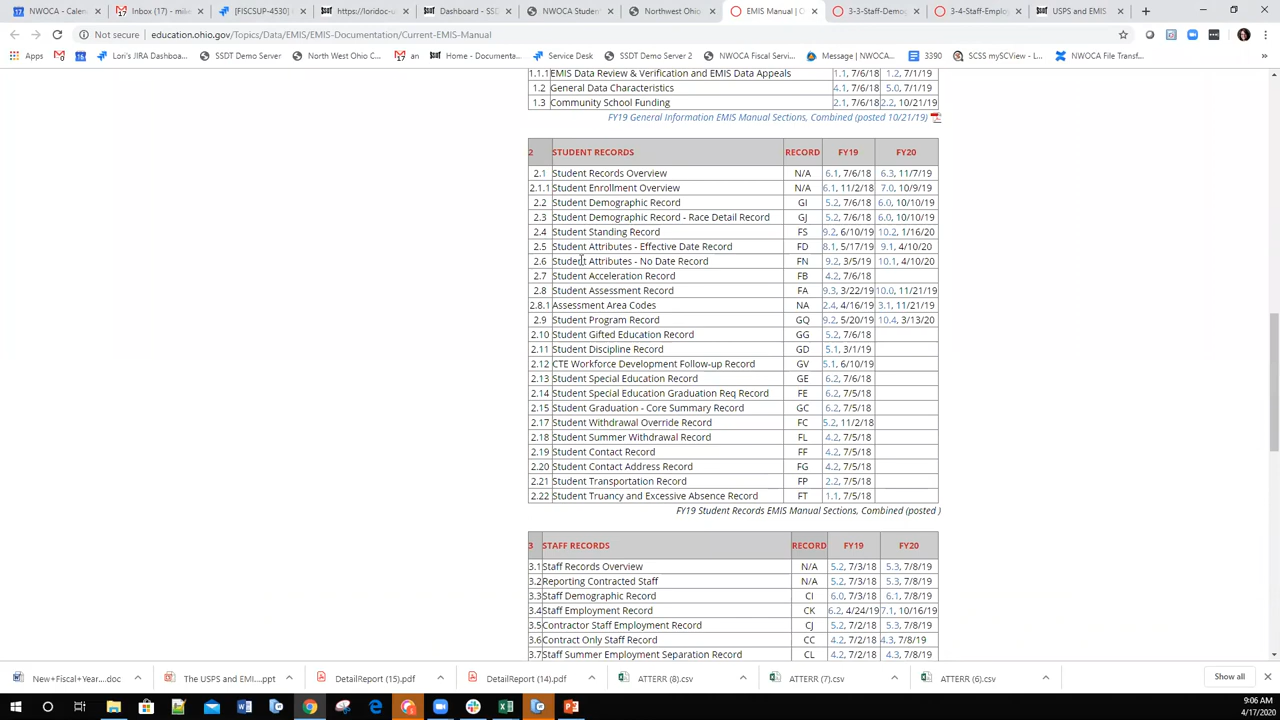 NWOCA - Calen
Inbox (17) - mike
[FISCSUP-4530]
https://loridoc-u
Dashboard - SSD
NWOCA Student
Northwest Ohio C
EMIS Manual | O
3-3-Staff-Demog
3-4-Staff-Employ
USPS and EMIS
Not secure | education.ohio.gov/Topics/Data/EMIS/EMIS-Documentation/Current-EMIS-Manual
Apps an Lori's JIRA Dashboa... SSDT Demo Server North West Ohio C... Home - Documenta... Service Desk SSDT Demo Server 2 NWOCA Fiscal Servi... Message | NWOCA... 3390 SCSS mySCView -... NWOCA File Transf...
1.1.1 EMIS Data Review & Verification and EMIS Data Appeals 1.1, 7/6/18 1.2, 7/1/19
1.2 General Data Characteristics 4.1, 7/6/18 5.0, 7/1/19
1.3 Community School Funding 2.1, 7/6/18 2.2, 10/21/19
FY19 General Information EMIS Manual Sections, Combined (posted 10/21/19)
2 STUDENT RECORDS RECORD FY19 FY20
2.1 Student Records Overview N/A 6.1, 7/6/18 6.3, 11/7/19
2.1.1 Student Enrollment Overview N/A 6.1, 11/2/18 7.0, 10/9/19
2.2 Student Demographic Record GI 5.2, 7/6/18 6.0, 10/10/19
2.3 Student Demographic Record - Race Detail Record GJ 5.2, 7/6/18 6.0, 10/10/19
2.4 Student Standing Record FS 9.2, 6/10/19 10.2, 1/16/20
2.5 Student Attributes - Effective Date Record FD 8.1, 5/17/19 9.1, 4/10/20
2.6 Student Attributes - No Date Record FN 9.2, 3/5/19 10.1, 4/10/20
2.7 Student Acceleration Record FB 4.2, 7/6/18
2.8 Student Assessment Record FA 9.3, 3/22/19 10.0, 11/21/19
2.8.1 Assessment Area Codes NA 2.4, 4/16/19 3.1, 11/21/19
2.9 Student Program Record GQ 9.2, 5/20/19 10.4, 3/13/20
2.10 Student Gifted Education Record GG 5.2, 7/6/18
2.11 Student Discipline Record GD 5.1, 3/1/19
2.12 CTE Workforce Development Follow-up Record GV 5.1, 6/10/19
2.13 Student Special Education Record GE 6.2, 7/6/18
2.14 Student Special Education Graduation Req Record FE 6.2, 7/5/18
2.15 Student Graduation - Core Summary Record GC 6.2, 7/5/18
2.17 Student Withdrawal Override Record FC 5.2, 11/2/18
2.18 Student Summer Withdrawal Record FL 4.2, 7/5/18
2.19 Student Contact Record FF 4.2, 7/5/18
2.20 Student Contact Address Record FG 4.2, 7/5/18
2.21 Student Transportation Record FP 2.2, 7/5/18
2.22 Student Truancy and Excessive Absence Record FT 1.1, 7/5/18
FY19 Student Records EMIS Manual Sections, Combined (posted )
3 STAFF RECORDS RECORD FY19 FY20
3.1 Staff Records Overview N/A 5.2, 7/3/18 5.3, 7/8/19
3.2 Reporting Contracted Staff N/A 5.2, 7/3/18 5.3, 7/8/19
3.3 Staff Demographic Record CI 6.0, 7/3/18 6.1, 7/8/19
3.4 Staff Employment Record CK 6.2, 4/24/19 7.1, 10/16/19
3.5 Contractor Staff Employment Record CJ 5.2, 7/2/18 5.3, 7/8/19
3.6 Contract Only Staff Record CC 4.2, 7/2/18 4.3, 7/8/19
3.7 Staff Summer Employment Separation Record CL 4.2, 7/2/18 4.3, 7/8/19
New+Fiscal+Year....doc The USPS and EMI....ppt DetailReport (15).pdf DetailReport (14).pdf ATTERR (8).csv ATTERR (7).csv ATTERR (6).csv Show all
9:06 AM
4/17/2020